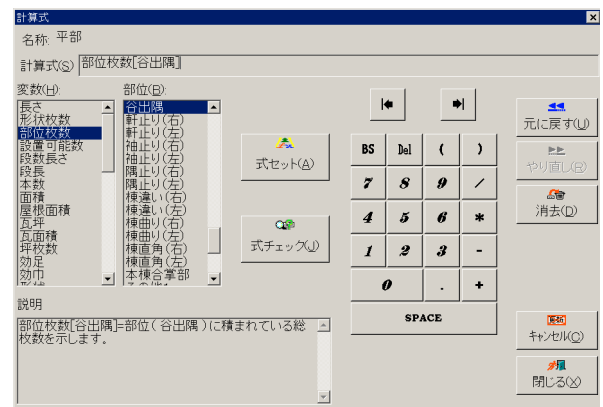 計算式
名称: 平部
計算式(S) 部位枚数[谷出隅]
変数(H):
長さ
形状枚数
部位枚数
設置可能数
段数長さ
段長
本数
面積
屋根面積
瓦坪
瓦面積
坪枚数
効足
効巾
部位(B):
谷出隅
軒止り(右)
軒止り(左)
袖止り(右)
袖止り(左)
隅止り(右)
隅止り(左)
棟違い(右)
棟違い(左)
棟曲り(右)
棟曲り(左)
棟直角(右)
棟直角(左)
本棟合掌部
式セット(A)
式チェック(J)
BS Del ( )
7 8 9 /
4 5 6 *
1 2 3 -
0 . +
SPACE
元に戻す(U)
やり直し(R)
消去(D)
キャンセル(C)
閉じる(X)
説明
部位枚数[谷出隅]=部位( 谷出隅 )に積まれている総
枚数を示します。